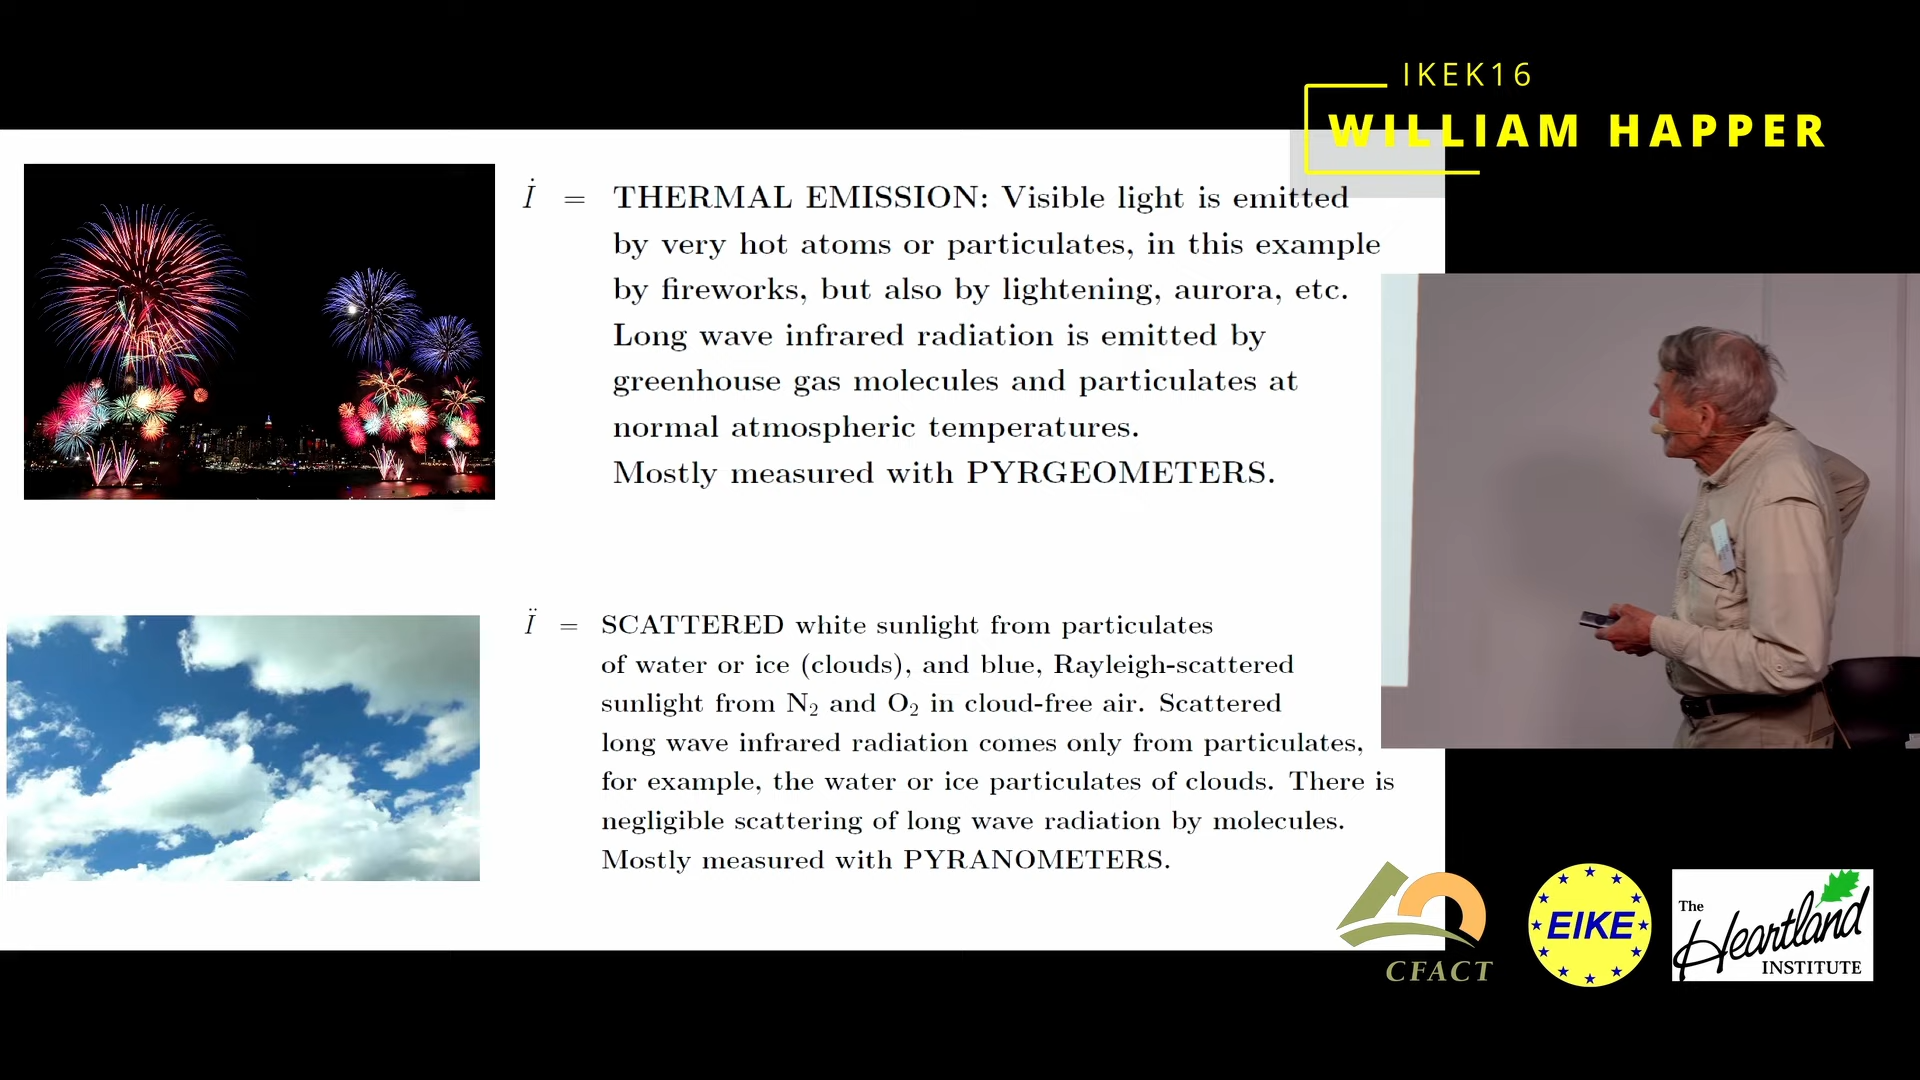 IKEK16
WILLIAM HAPPER
İ = THERMAL EMISSION: Visible light is emitted
by very hot atoms or particulates, in this example
by fireworks, but also by lightening, aurora, etc.
Long wave infrared radiation is emitted by
greenhouse gas molecules and particulates at
normal atmospheric temperatures.
Mostly measured with PYRGEOMETERS.
Ï = SCATTERED white sunlight from particulates
of water or ice (clouds), and blue, Rayleigh-scattered
sunlight from N₂ and O₂ in cloud-free air. Scattered
long wave infrared radiation comes only from particulates,
for example, the water or ice particulates of clouds. There is
negligible scattering of long wave radiation by molecules.
Mostly measured with PYRANOMETERS.
CFACT
EIKE
The
Heartland
INSTITUTE